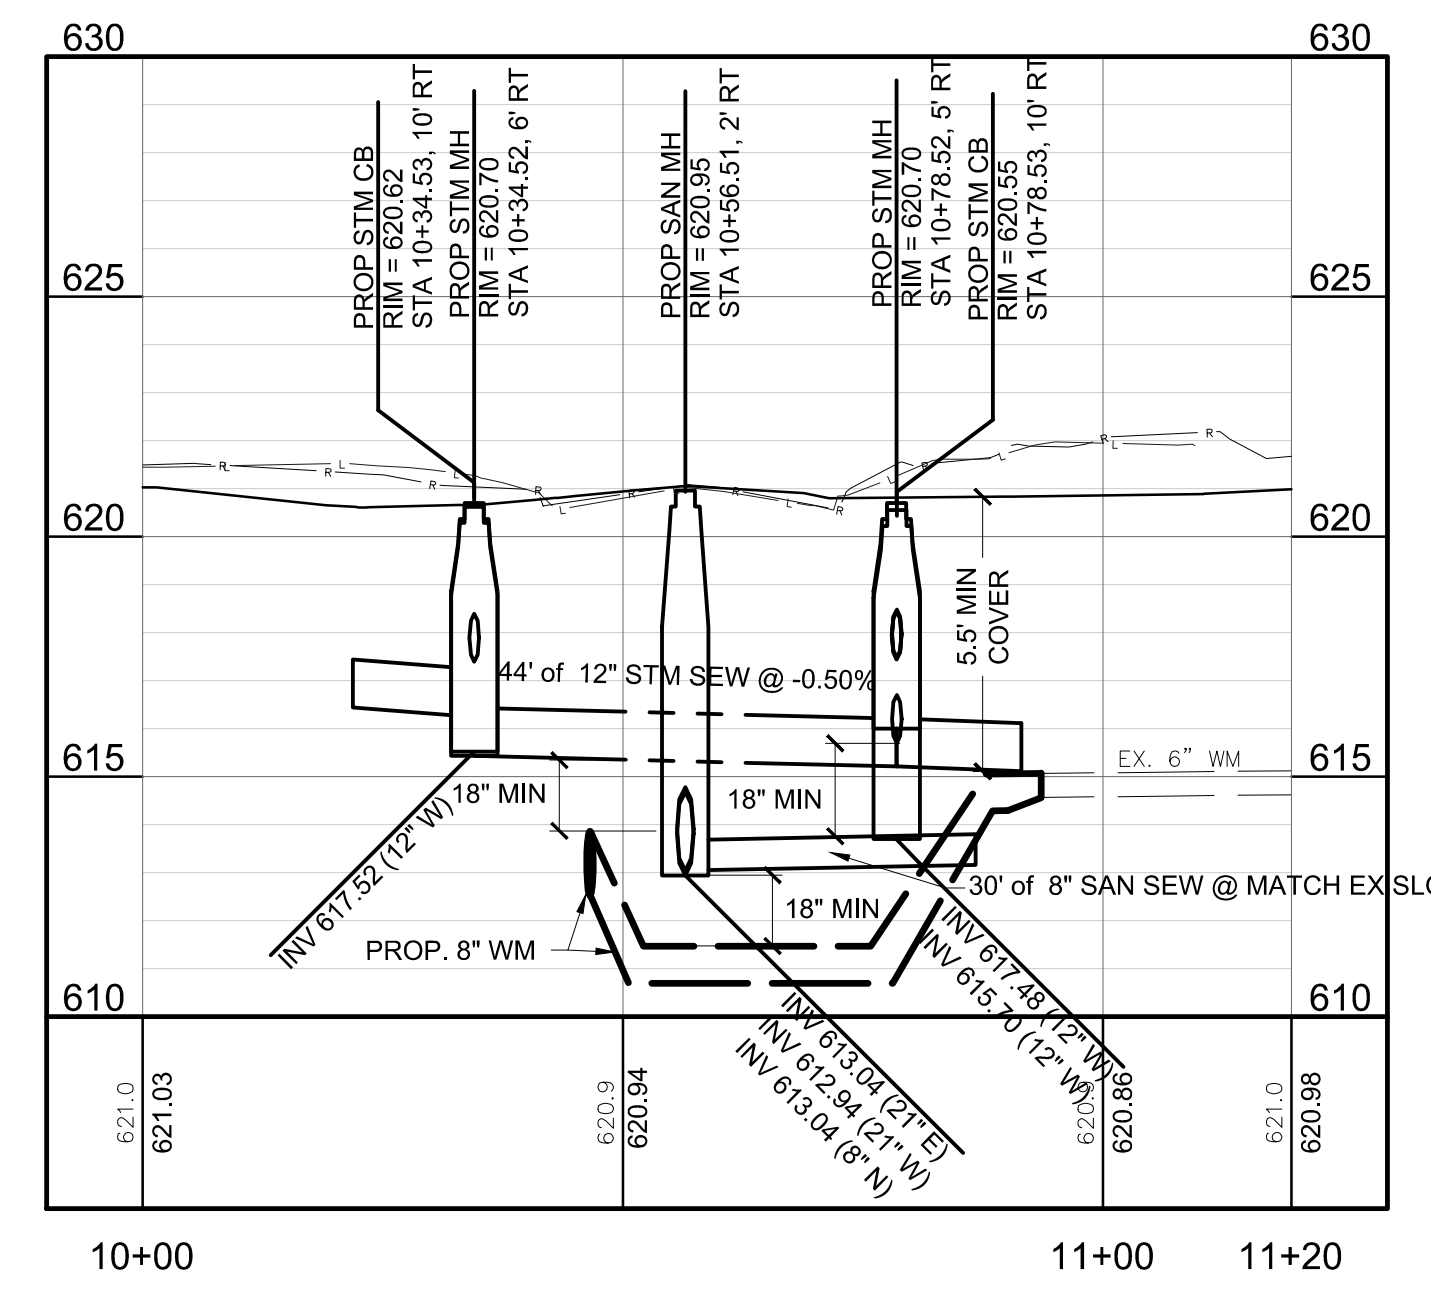 630
630
PROP STM CB
RIM = 620.62
STA 10+34.53, 10' RT
PROP STM MH
RIM = 620.70
STA 10+34.52, 6' RT
PROP SAN MH
RIM = 620.95
STA 10+56.51, 2' RT
PROP STM MH
RIM = 620.70
STA 10+78.52, 5' RT
PROP STM CB
RIM = 620.55
STA 10+78.53, 10' RT
625
625
R L L R L R R L R L R L R R
620
620
5.5' MIN
COVER
44' of 12" STM SEW @ -0.50%
EX. 6” WM
615
615
18" MIN
18" MIN
INV 617.52 (12" W)
30' of 8" SAN SEW @ MATCH EX SLO
18" MIN
PROP. 8" WM
INV 617.48 (12" W)
INV 615.70 (12" W)
610
610
INV 613.04 (21" E)
INV 612.94 (21" W)
INV 613.04 (8" N)
621.0
621.03
620.9
620.94
620.86
621.0
620.98
10+00
11+00
11+20